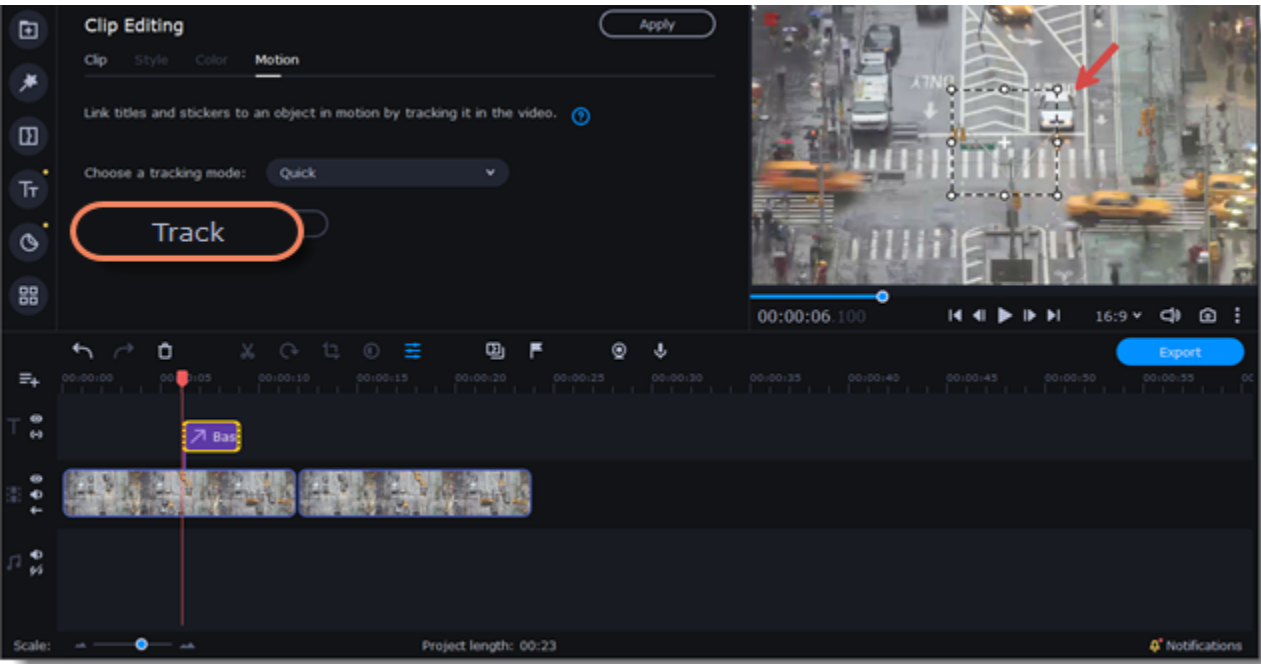 Clip Editing
Apply
Clip Style Color Motion
Link titles and stickers to an object in motion by tracking it in the video. ?
Choose a tracking mode: Quick
Track
ONLY
00:00:06.100
16:9
Export
00:00:00 00:00:05 00:00:10 00:00:15 00:00:20 00:00:25 00:00:30 00:00:35 00:00:40 00:00:45 00:00:50 00:00:55
Bas
Scale:
Project length: 00:23
Notifications